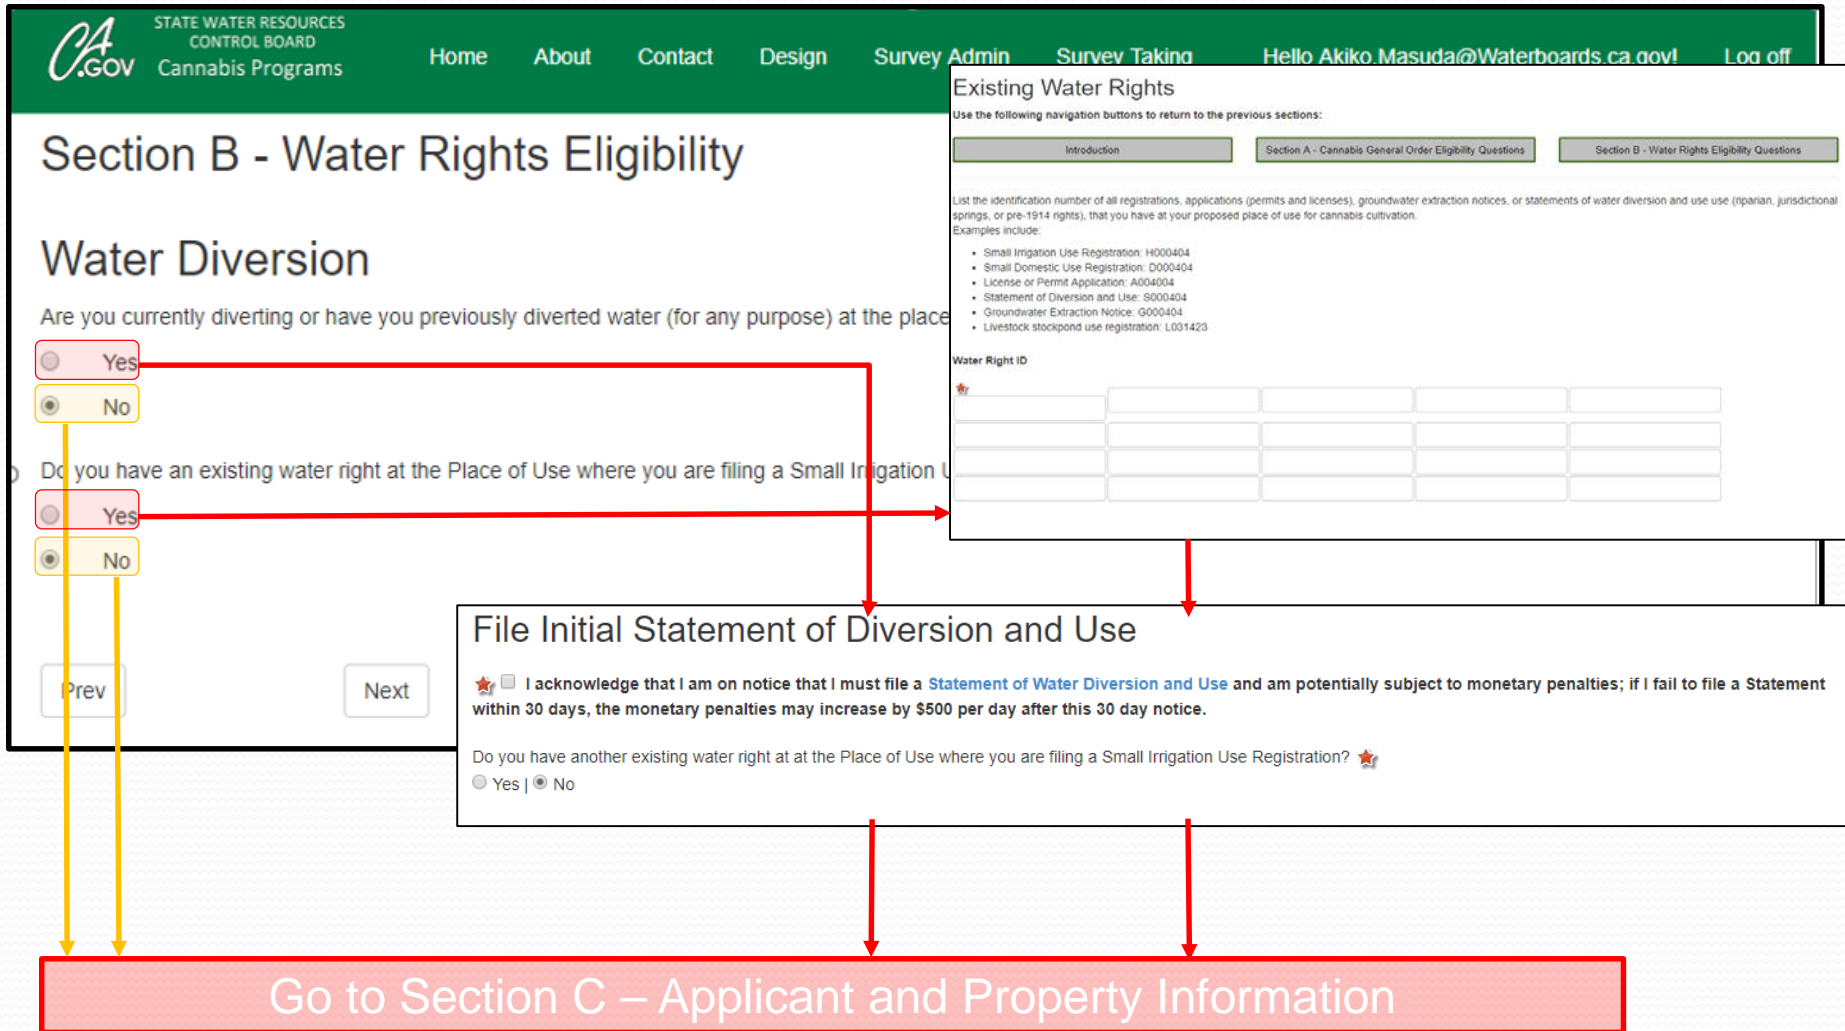 CA
.GOV
STATE WATER RESOURCES
CONTROL BOARD
Cannabis Programs
Home About Contact Design Survey Admin Survey Taking Hello Akiko.Masuda@Waterboards.ca.gov! Log off
Section B - Water Rights Eligibility
Water Diversion
Are you currently diverting or have you previously diverted water (for any purpose) at the place
Yes
No
Do you have an existing water right at the Place of Use where you are filing a Small Irrigation
Yes
No
Prev Next
Existing Water Rights
Use the following navigation buttons to return to the previous sections:
Introduction Section A - Cannabis General Order Eligibility Questions Section B - Water Rights Eligibility Questions
List the identification number of all registrations, applications (permits and licenses), groundwater extraction notices, or statements of water diversion and use use (riparian, jurisdictional
springs, or pre-1914 rights), that you have at your proposed place of use for cannabis cultivation.
Examples include:
• Small Irrigation Use Registration: H000404
• Small Domestic Use Registration: D000404
• License or Permit Application: A004004
• Statement of Diversion and Use: S000404
• Groundwater Extraction Notice: G000404
• Livestock stockpond use registration: L031423
Water Right ID
File Initial Statement of Diversion and Use
I acknowledge that I am on notice that I must file a Statement of Water Diversion and Use and am potentially subject to monetary penalties; if I fail to file a Statement
within 30 days, the monetary penalties may increase by $500 per day after this 30 day notice.
Do you have another existing water right at at the Place of Use where you are filing a Small Irrigation Use Registration?
Yes | No
Go to Section C – Applicant and Property Information